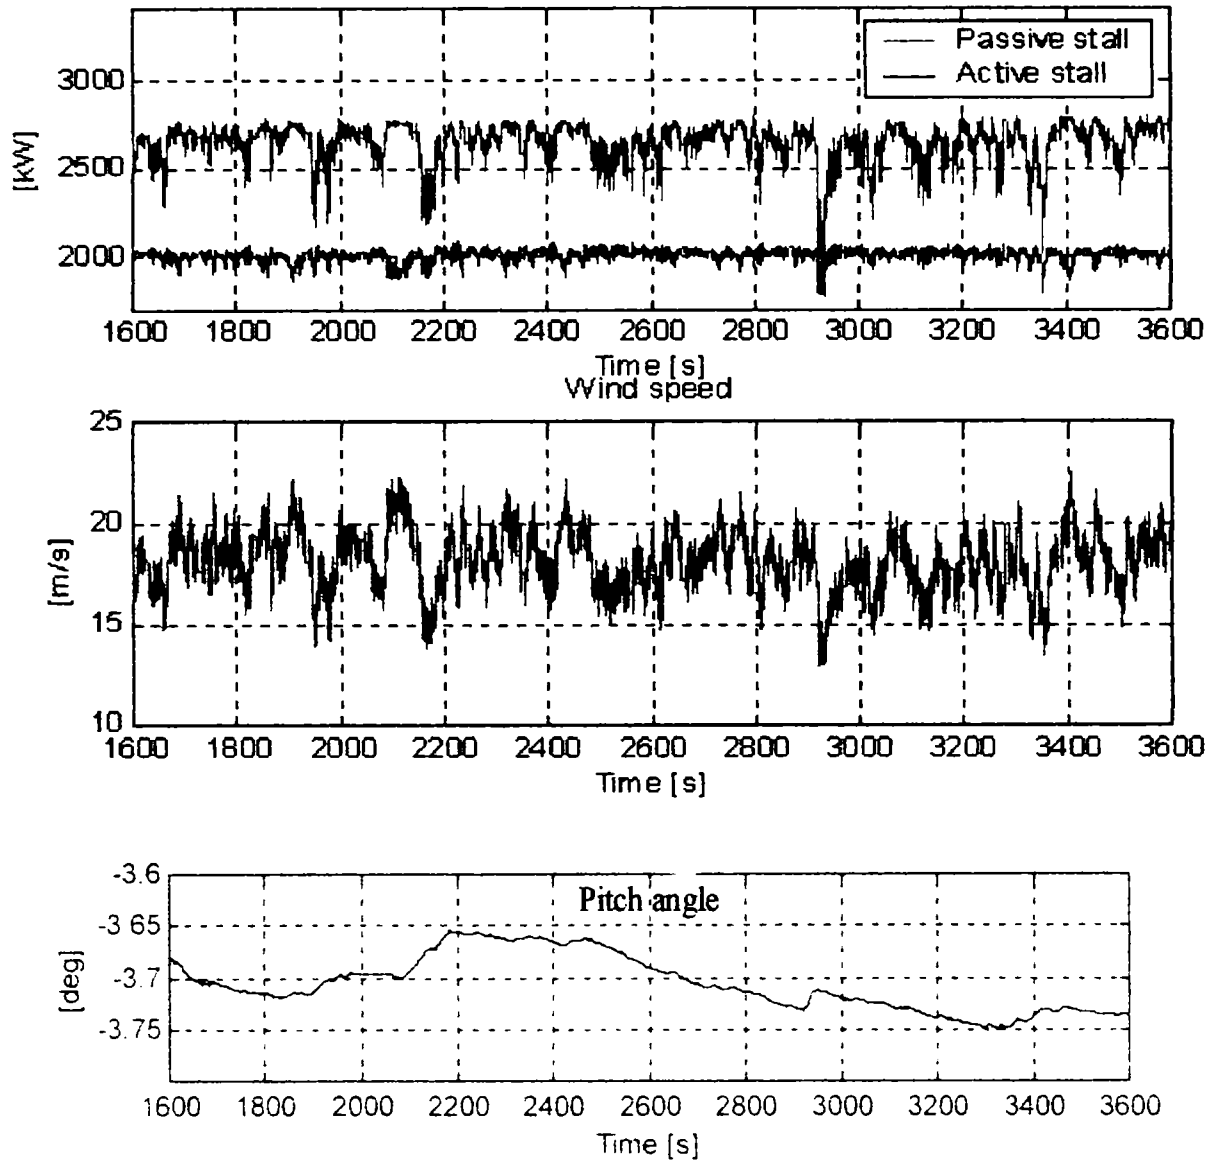 Passive stall
Active stall
3000
2500
2000
[kW]
1600 1800 2000 2200 2400 2600 2800 3000 3200 3400 3600
Time [s]
Wind speed
25
20
15
10
[m/s]
1600 1800 2000 2200 2400 2600 2800 3000 3200 3400 3600
Time [s]
Pitch angle
-3.6
-3.65
-3.7
-3.75
[deg]
1600 1800 2000 2200 2400 2600 2800 3000 3200 3400 3600
Time [s]